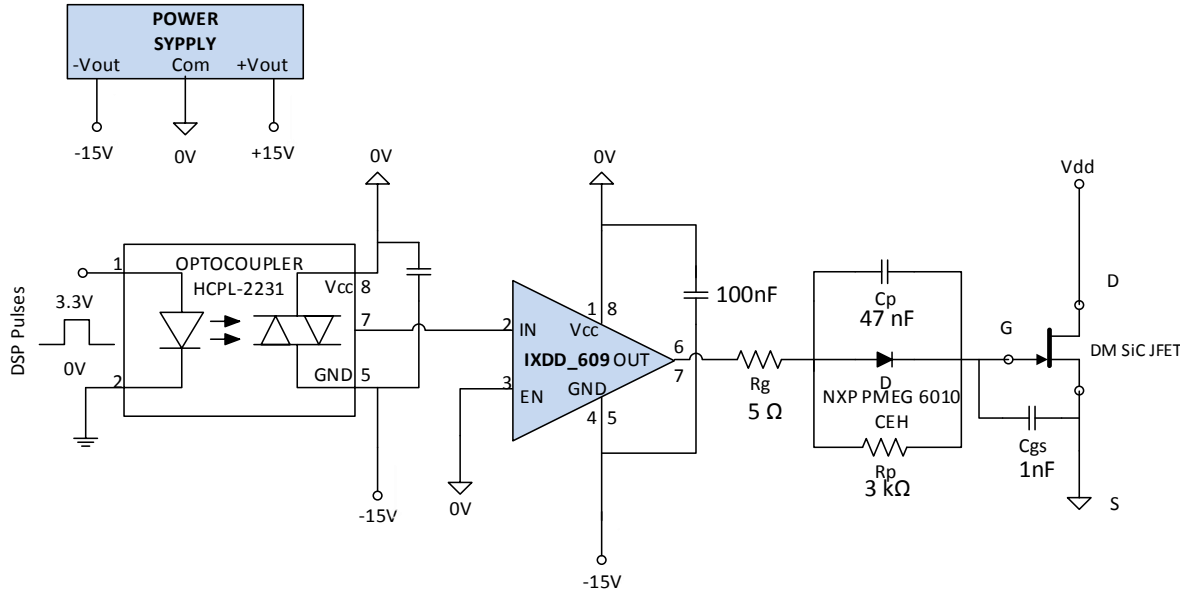 POWER
SYPPLY
-Vout Com +Vout
-15V 0V +15V
0V
0V
Vdd
DSP Pulses
3.3V
0V
1
2
OPTOCOUPLER
HCPL-2231
Vcc 8
7
GND 5
-15V
2 IN
3 EN
0V
1 8
Vcc
IXDD_609 OUT
GND
4 5
6
7
100nF
-15V
Rg
5 Ω
Cp
47 nF
D
NXP PMEG 6010
CEH
Rp
3 kΩ
G
D
DM SiC JFET
Cgs
1nF
S